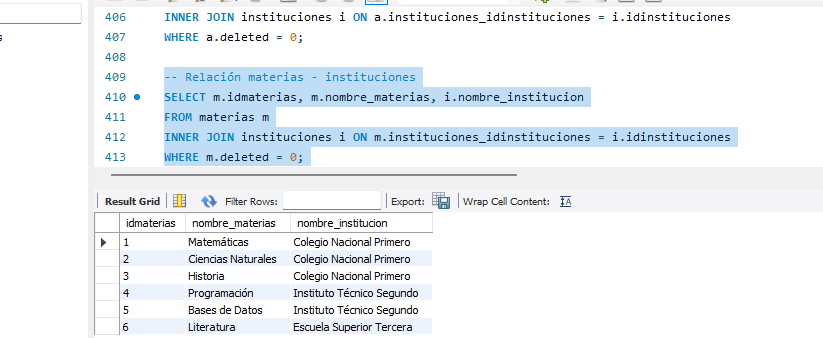 s
406 INNER JOIN instituciones i ON a.instituciones_idinstituciones = i.idinstituciones
407 WHERE a.deleted = 0;
408
409 -- Relación materias - instituciones
410 SELECT m.idmaterias, m.nombre_materias, i.nombre_institucion
411 FROM materias m
412 INNER JOIN instituciones i ON m.instituciones_idinstituciones = i.idinstituciones
413 WHERE m.deleted = 0;
Result Grid Filter Rows: Export: Wrap Cell Content: IA
idmaterias nombre_materias nombre_institucion
1 Matemáticas Colegio Nacional Primero
2 Ciencias Naturales Colegio Nacional Primero
3 Historia Colegio Nacional Primero
4 Programación Instituto Técnico Segundo
5 Bases de Datos Instituto Técnico Segundo
6 Literatura Escuela Superior Tercera